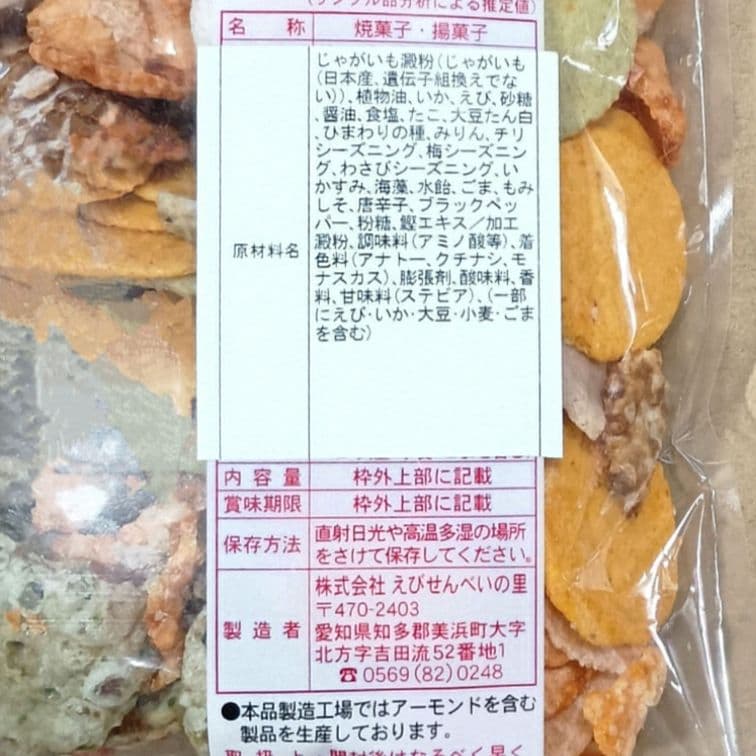 (サンプル品分析による推定値)
名称 焼菓子・揚菓子
原材料名
じゃがいも澱粉(じゃがいも
(日本産、遺伝子組換えでな
い))、植物油、いか、えび、砂糖
、醤油、食塩、たこ、大豆たん白
、ひまわりの種、みりん、チリ
シーズニング、梅シーズニン
グ、わさびシーズニング、い
かすみ、海藻、水飴、ごま、もみ
しそ、唐辛子、ブラックペッ
パー、粉糖、鰹エキス/加工
澱粉、調味料(アミノ酸等)、着
色料(アナトー、クチナシ、モ
ナスカス)、膨張剤、酸味料、香
料、甘味料(ステビア)、(一部
にえび・いか・大豆・小麦・ごま
を含む)
内容量 枠外上部に記載
賞味期限 枠外上部に記載
保存方法 直射日光や高温多湿の場所
をさけて保存してください。
製造者
株式会社 えびせんべいの里
〒470-2403
愛知県知多郡美浜町大字
北方字吉田流52番地1
☎ 0569(82)0248
●本品製造工場ではアーモンドを含む
製品を生産しております。